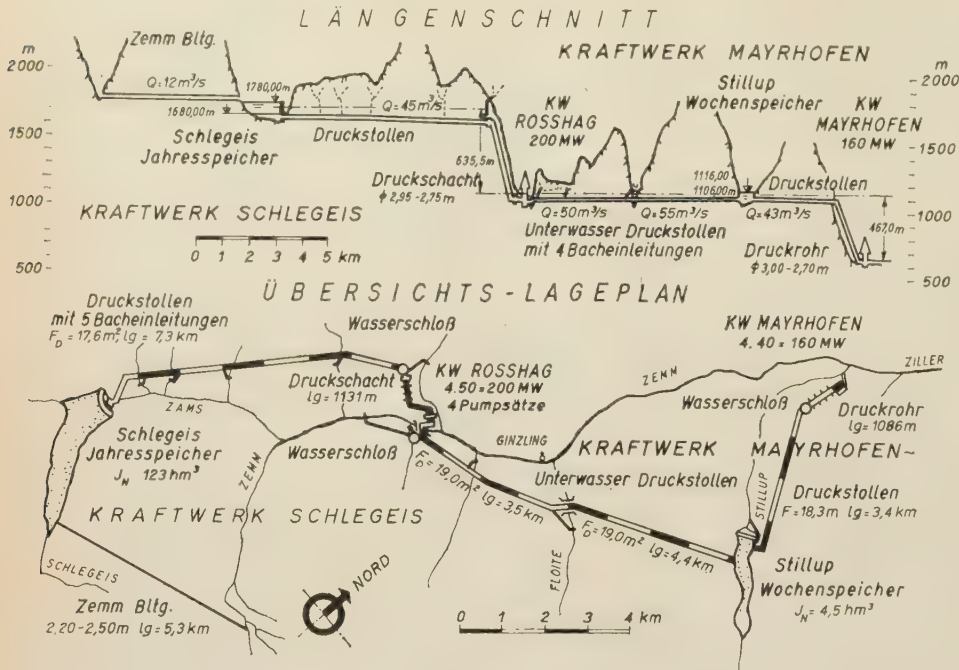 LÄNGENSCHNITT
m
2000
1500
1000
500
Zemm Bltg.
Q=12m³/s
1780,00m
1680,00m
Schlegeis
Jahresspeicher
Q=45m³/s
Druckstollen
635,5m
Druckschacht
ϕ 2,95-2,75m
KRAFTWERK SCHLEGEIS
0 1 2 3 4 5 km
KRAFTWERK MAYRHOFEN
KW
ROSSHAG
200 MW
Stillup
Wochenspeicher
KW
MAYRHOFEN
160 MW
1116,00
1106,00m
Druckstollen
Q=50m³/s
Q=55m³/s
Q=43m³/s
Unterwasser Druckstollen
mit 4 Bacheinleitungen
467,0m
Druckrohr
ϕ 3,00-2,70m
m
2000
1500
1000
500
ÜBERSICHTS-LAGEPLAN
Druckstollen
mit 5 Bacheinleitungen
F_D = 17,6m² lg = 7,3 km
Wasserschloß
KW ROSSHAG
4.50=200 MW
4 Pumpsätze
Druckschacht
lg=1131m
ZAMS
Schlegeis
Jahresspeicher
J_N 123 hm³
Wasserschloß
ZEMM
KRAFTWERK SCHLEGEIS
SCHLEGEIS
Zemm Bltg.
2,20-2,50m lg=5,3 km
NORD
KW MAYRHOFEN
4.40=160 MW
ZEMM
ZILLER
Wasserschloß
Druckrohr
lg=1086m
GINZLING
KRAFTWERK MAYRHOFEN~
Unterwasser Druckstollen
F_D=19,0m² lg=3,5 km
F_D=19,0m² lg=4,4 km
FLOITE
STILLUP
Druckstollen
F=18,3m lg=3,4 km
Stillup
Wochenspeicher
J_N = 4,5 hm³
0 1 2 3 4 km